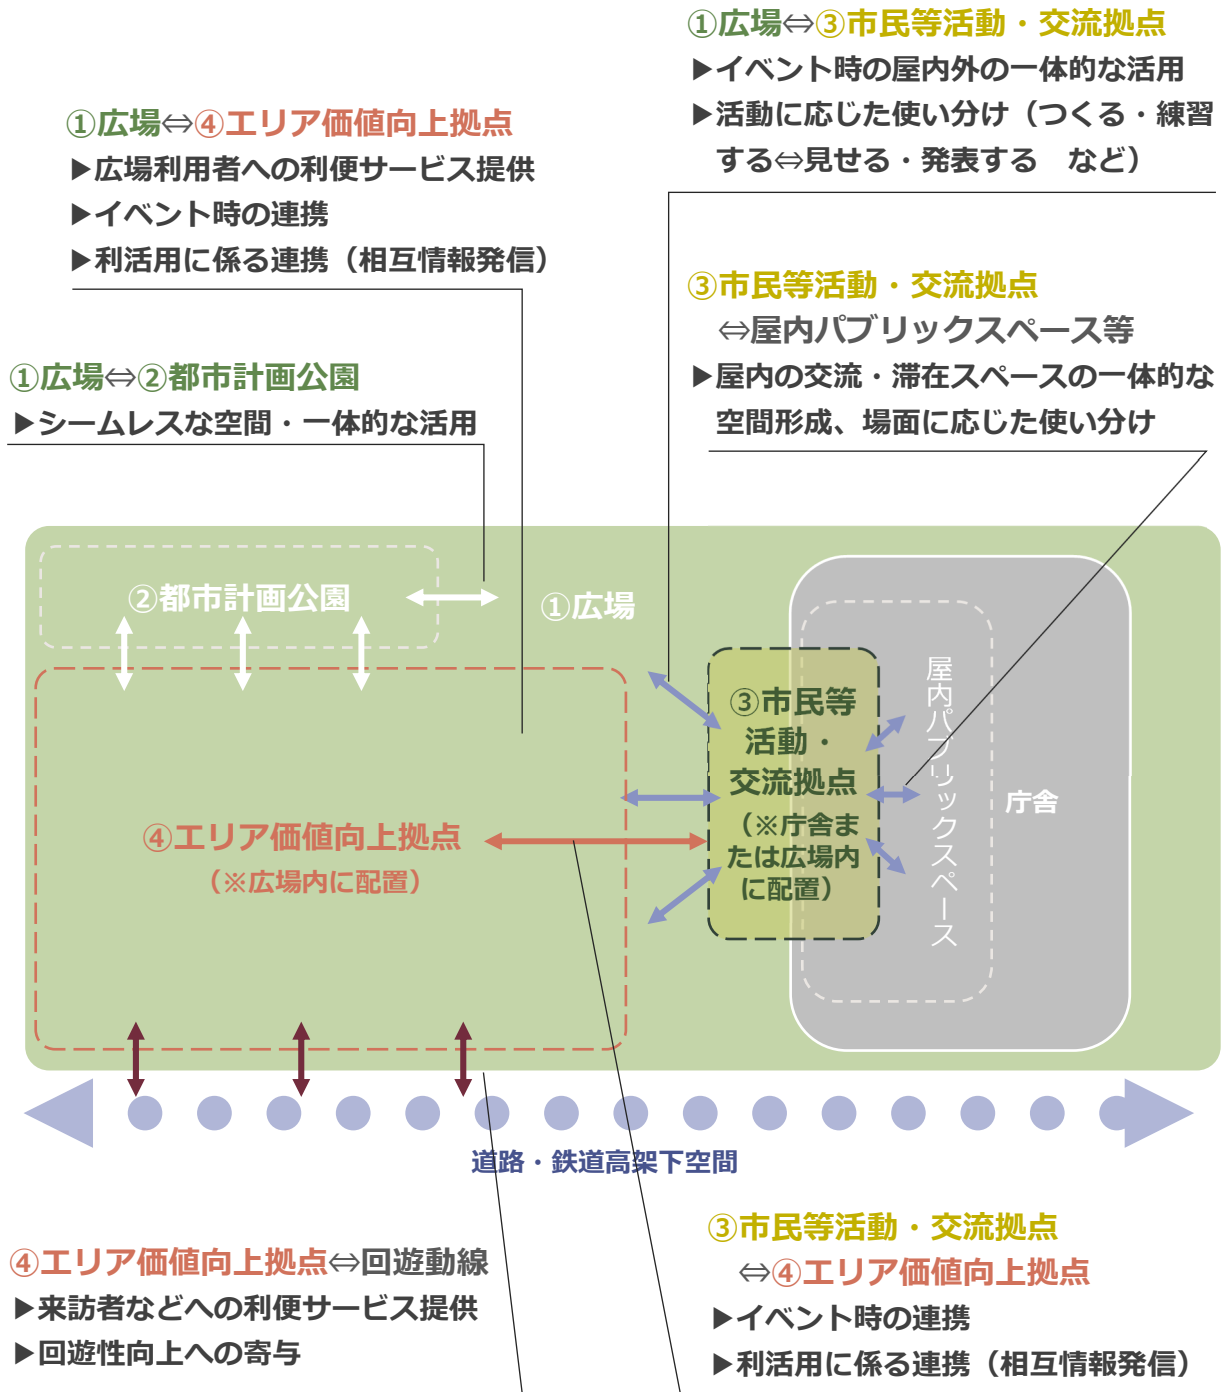 ①広場⇔③市民等活動・交流拠点
▶イベント時の屋内外の一体的な活用
▶活動に応じた使い分け（つくる・練習
する⇔見せる・発表する　など）
①広場⇔④エリア価値向上拠点
▶広場利用者への利便サービス提供
▶イベント時の連携
▶利活用に係る連携（相互情報発信）
③市民等活動・交流拠点
⇔屋内パブリックスペース等
▶屋内の交流・滞在スペースの一体的な
空間形成、場面に応じた使い分け
①広場⇔②都市計画公園
▶シームレスな空間・一体的な活用
②都市計画公園
①広場
③市民等
活動・
交流拠点
（※庁舎ま
たは広場内
に配置）
屋内パブリックスペース
庁舎
④エリア価値向上拠点
（※広場内に配置）
道路・鉄道高架下空間
④エリア価値向上拠点⇔回遊動線
▶来訪者などへの利便サービス提供
▶回遊性向上への寄与
③市民等活動・交流拠点
⇔④エリア価値向上拠点
▶イベント時の連携
▶利活用に係る連携（相互情報発信）